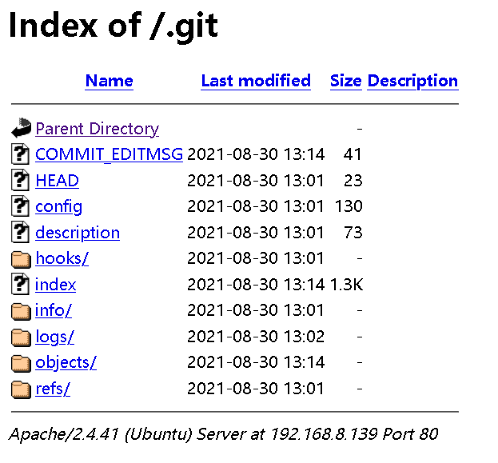 Index of /.git
Name Last modified Size Description
Parent Directory -
COMMIT_EDITMSG 2021-08-30 13:14 41
HEAD 2021-08-30 13:01 23
config 2021-08-30 13:01 130
description 2021-08-30 13:01 73
hooks/ 2021-08-30 13:01 -
index 2021-08-30 13:14 1.3K
info/ 2021-08-30 13:01 -
logs/ 2021-08-30 13:02 -
objects/ 2021-08-30 13:14 -
refs/ 2021-08-30 13:01 -
Apache/2.4.41 (Ubuntu) Server at 192.168.8.139 Port 80